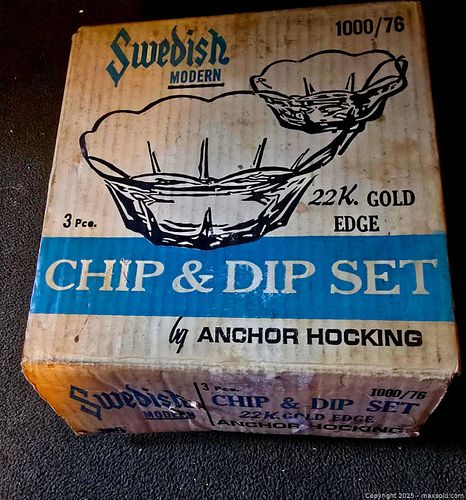 Swedish
MODERN
1000/76
22K. GOLD
EDGE
3 Pce.
CHIP & DIP SET
by ANCHOR HOCKING
Swedish
MODERN
3 Pce.
1000/76
CHIP & DIP SET
22K GOLD EDGE
ANCHOR HOCKING
Copyright 2025 - maxsold.com